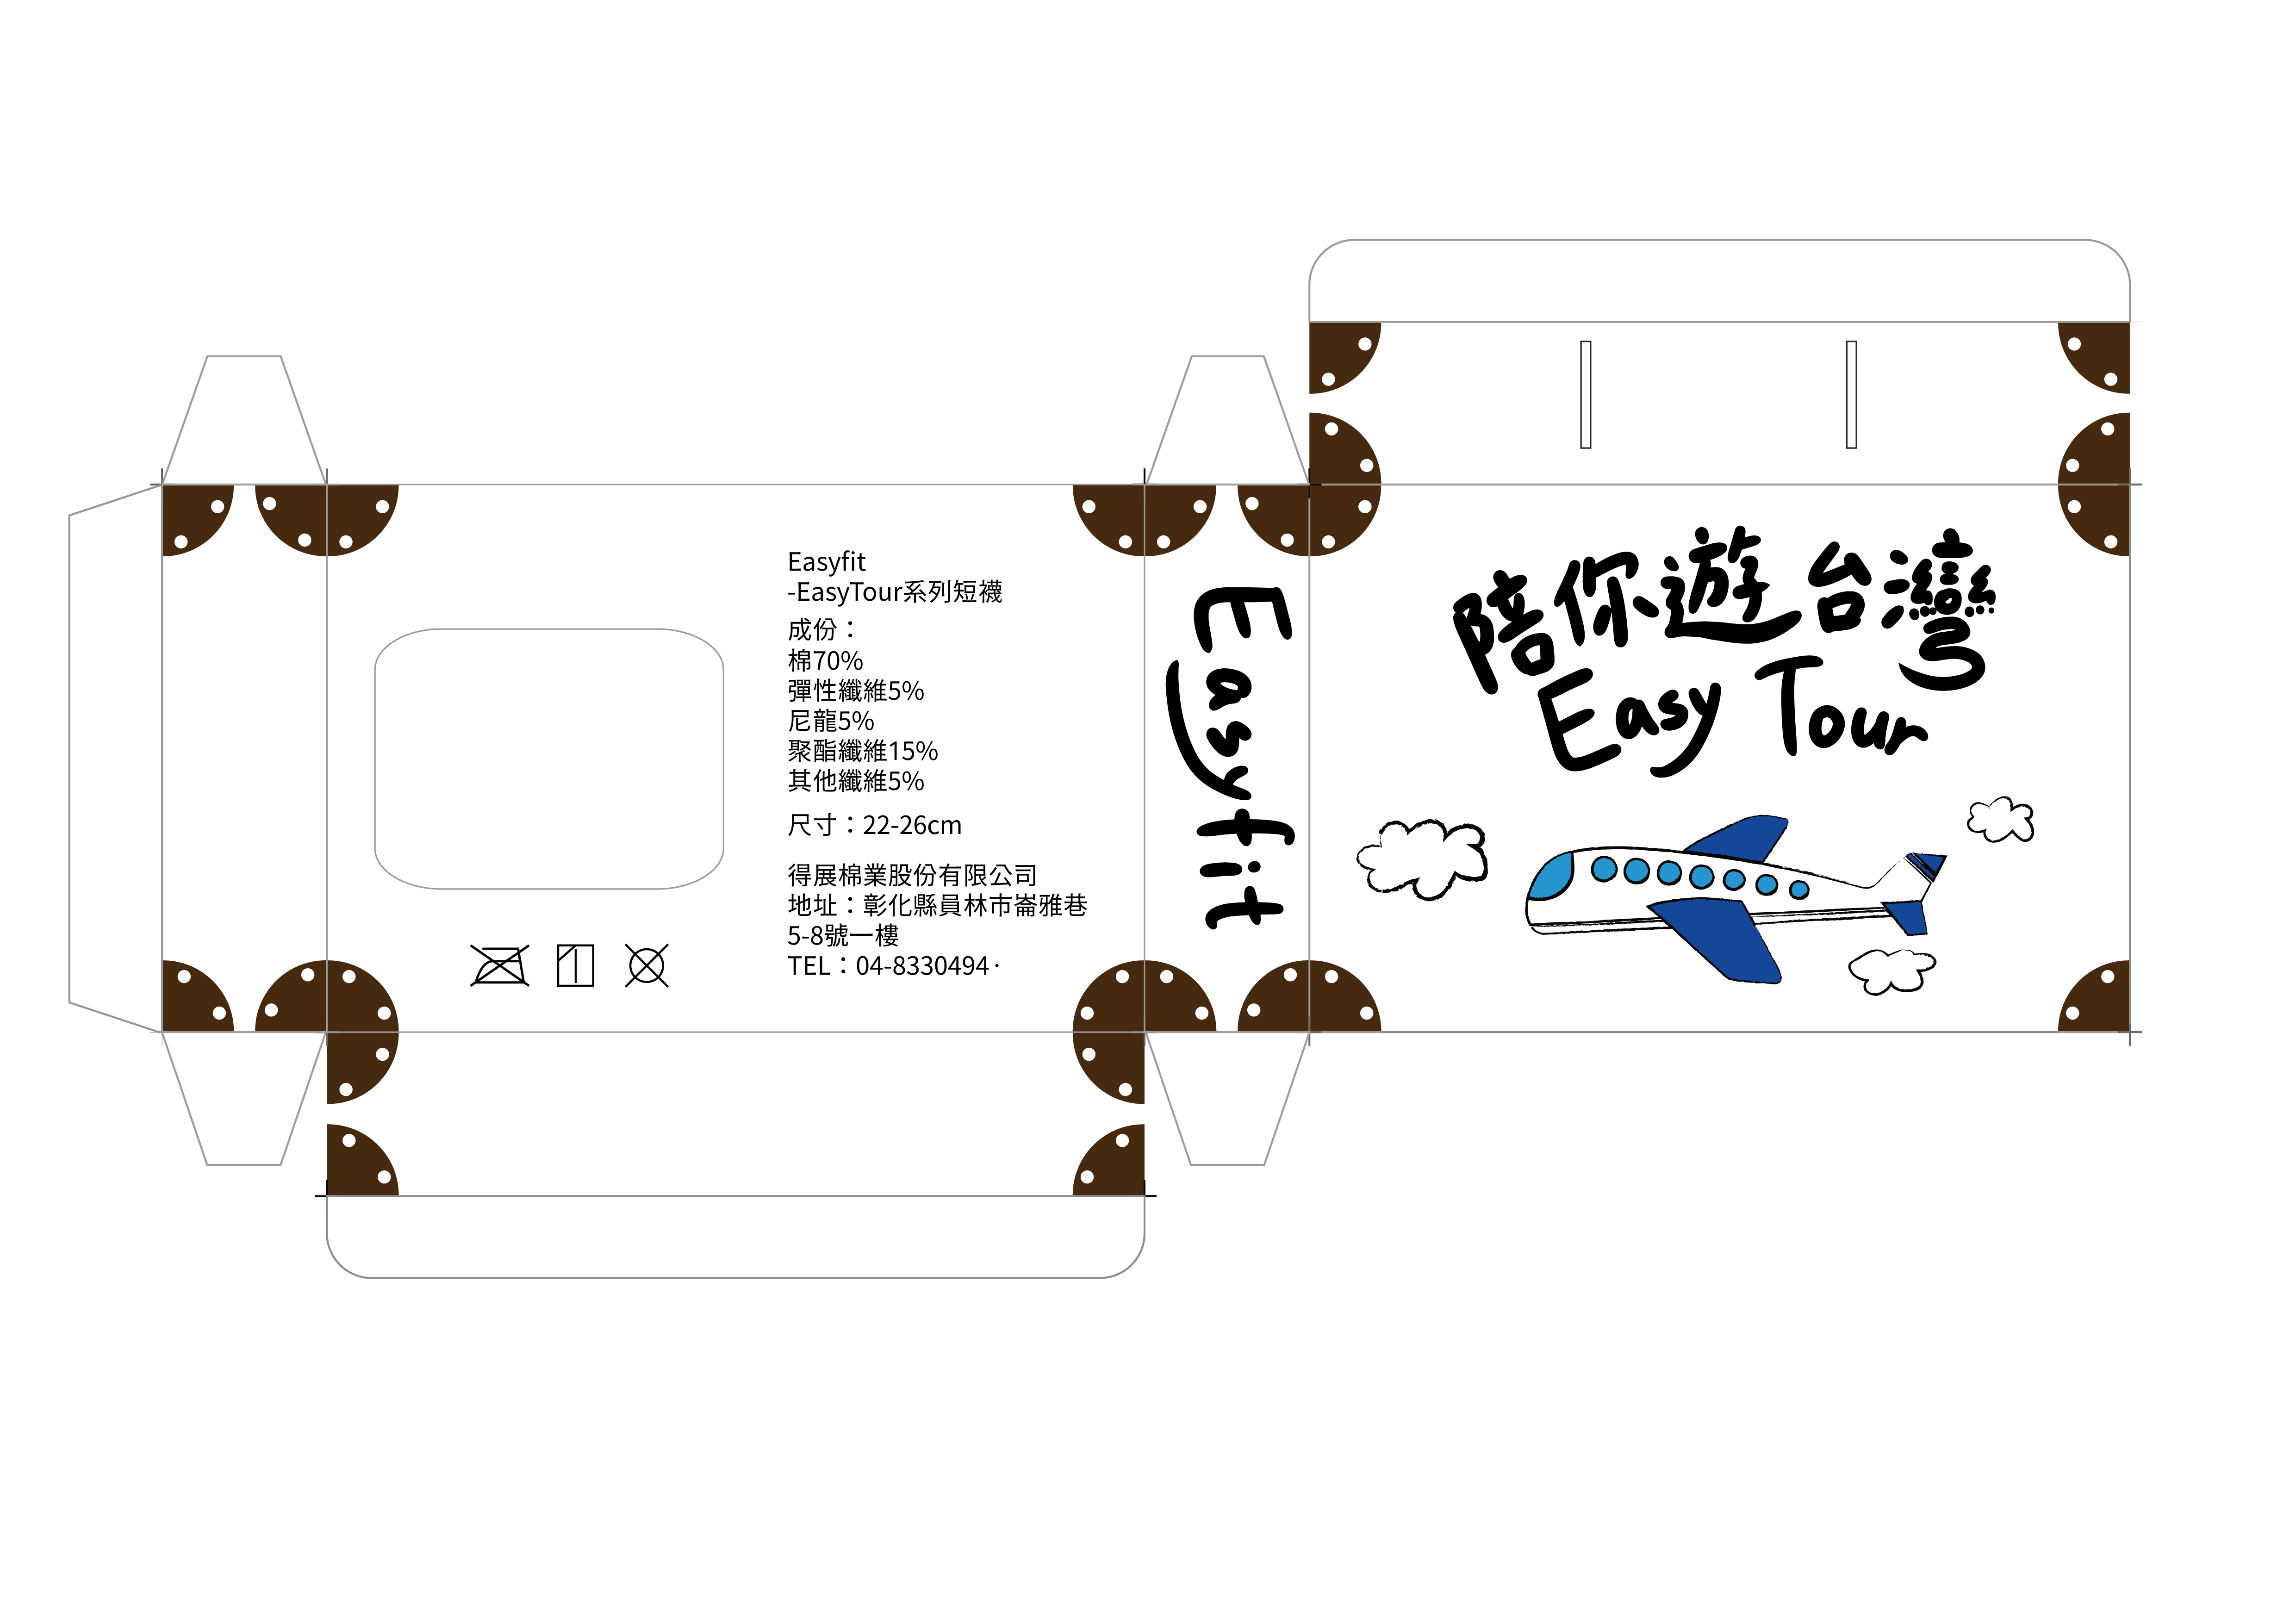 Easyfit
-EasyTour系列短襪
成份：
棉70%
彈性纖維5%
尼龍5%
聚酯纖維15%
其他纖維5%
尺寸：22-26cm
得展棉業股份有限公司
地址：彰化縣員林市崙雅巷
5-8號一樓
TEL：04-8330494·
Easyfit
陪你遊台灣
Easy Tour